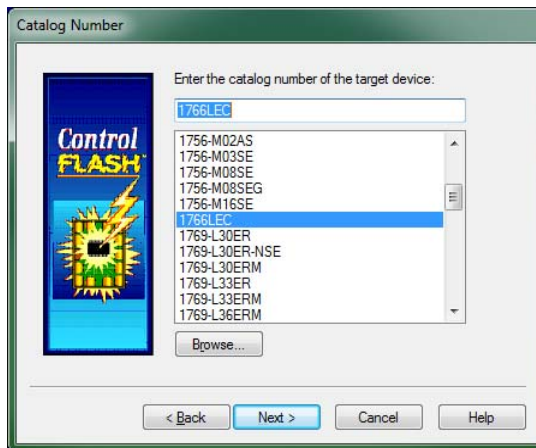 Catalog Number
Control
FLASH
Enter the catalog number of the target device:
1766LEC
1756-M02AS
1756-M03SE
1756-M08SE
1756-M08SEG
1756-M16SE
1766LEC
1769-L30ER
1769-L30ER-NSE
1769-L30ERM
1769-L33ER
1769-L33ERM
1769-L36ERM
Browse...
< Back
Next >
Cancel
Help